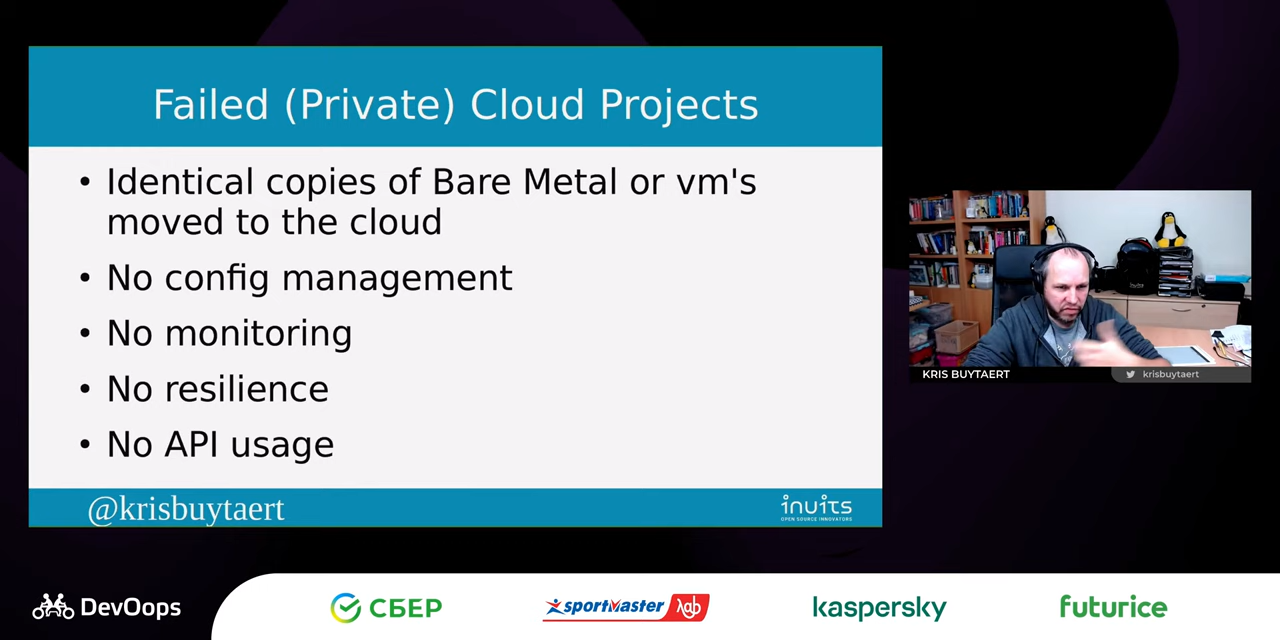 Failed (Private) Cloud Projects
• Identical copies of Bare Metal or vm's
moved to the cloud
• No config management
• No monitoring
• No resilience
• No API usage
@krisbuytaert
inuits
OPEN SOURCE INNOVATORS
inuits
KRIS BUYTAERT
krisbuytaert
DevOops
СБЕР
sportmaster лаб
kaspersky
futurice